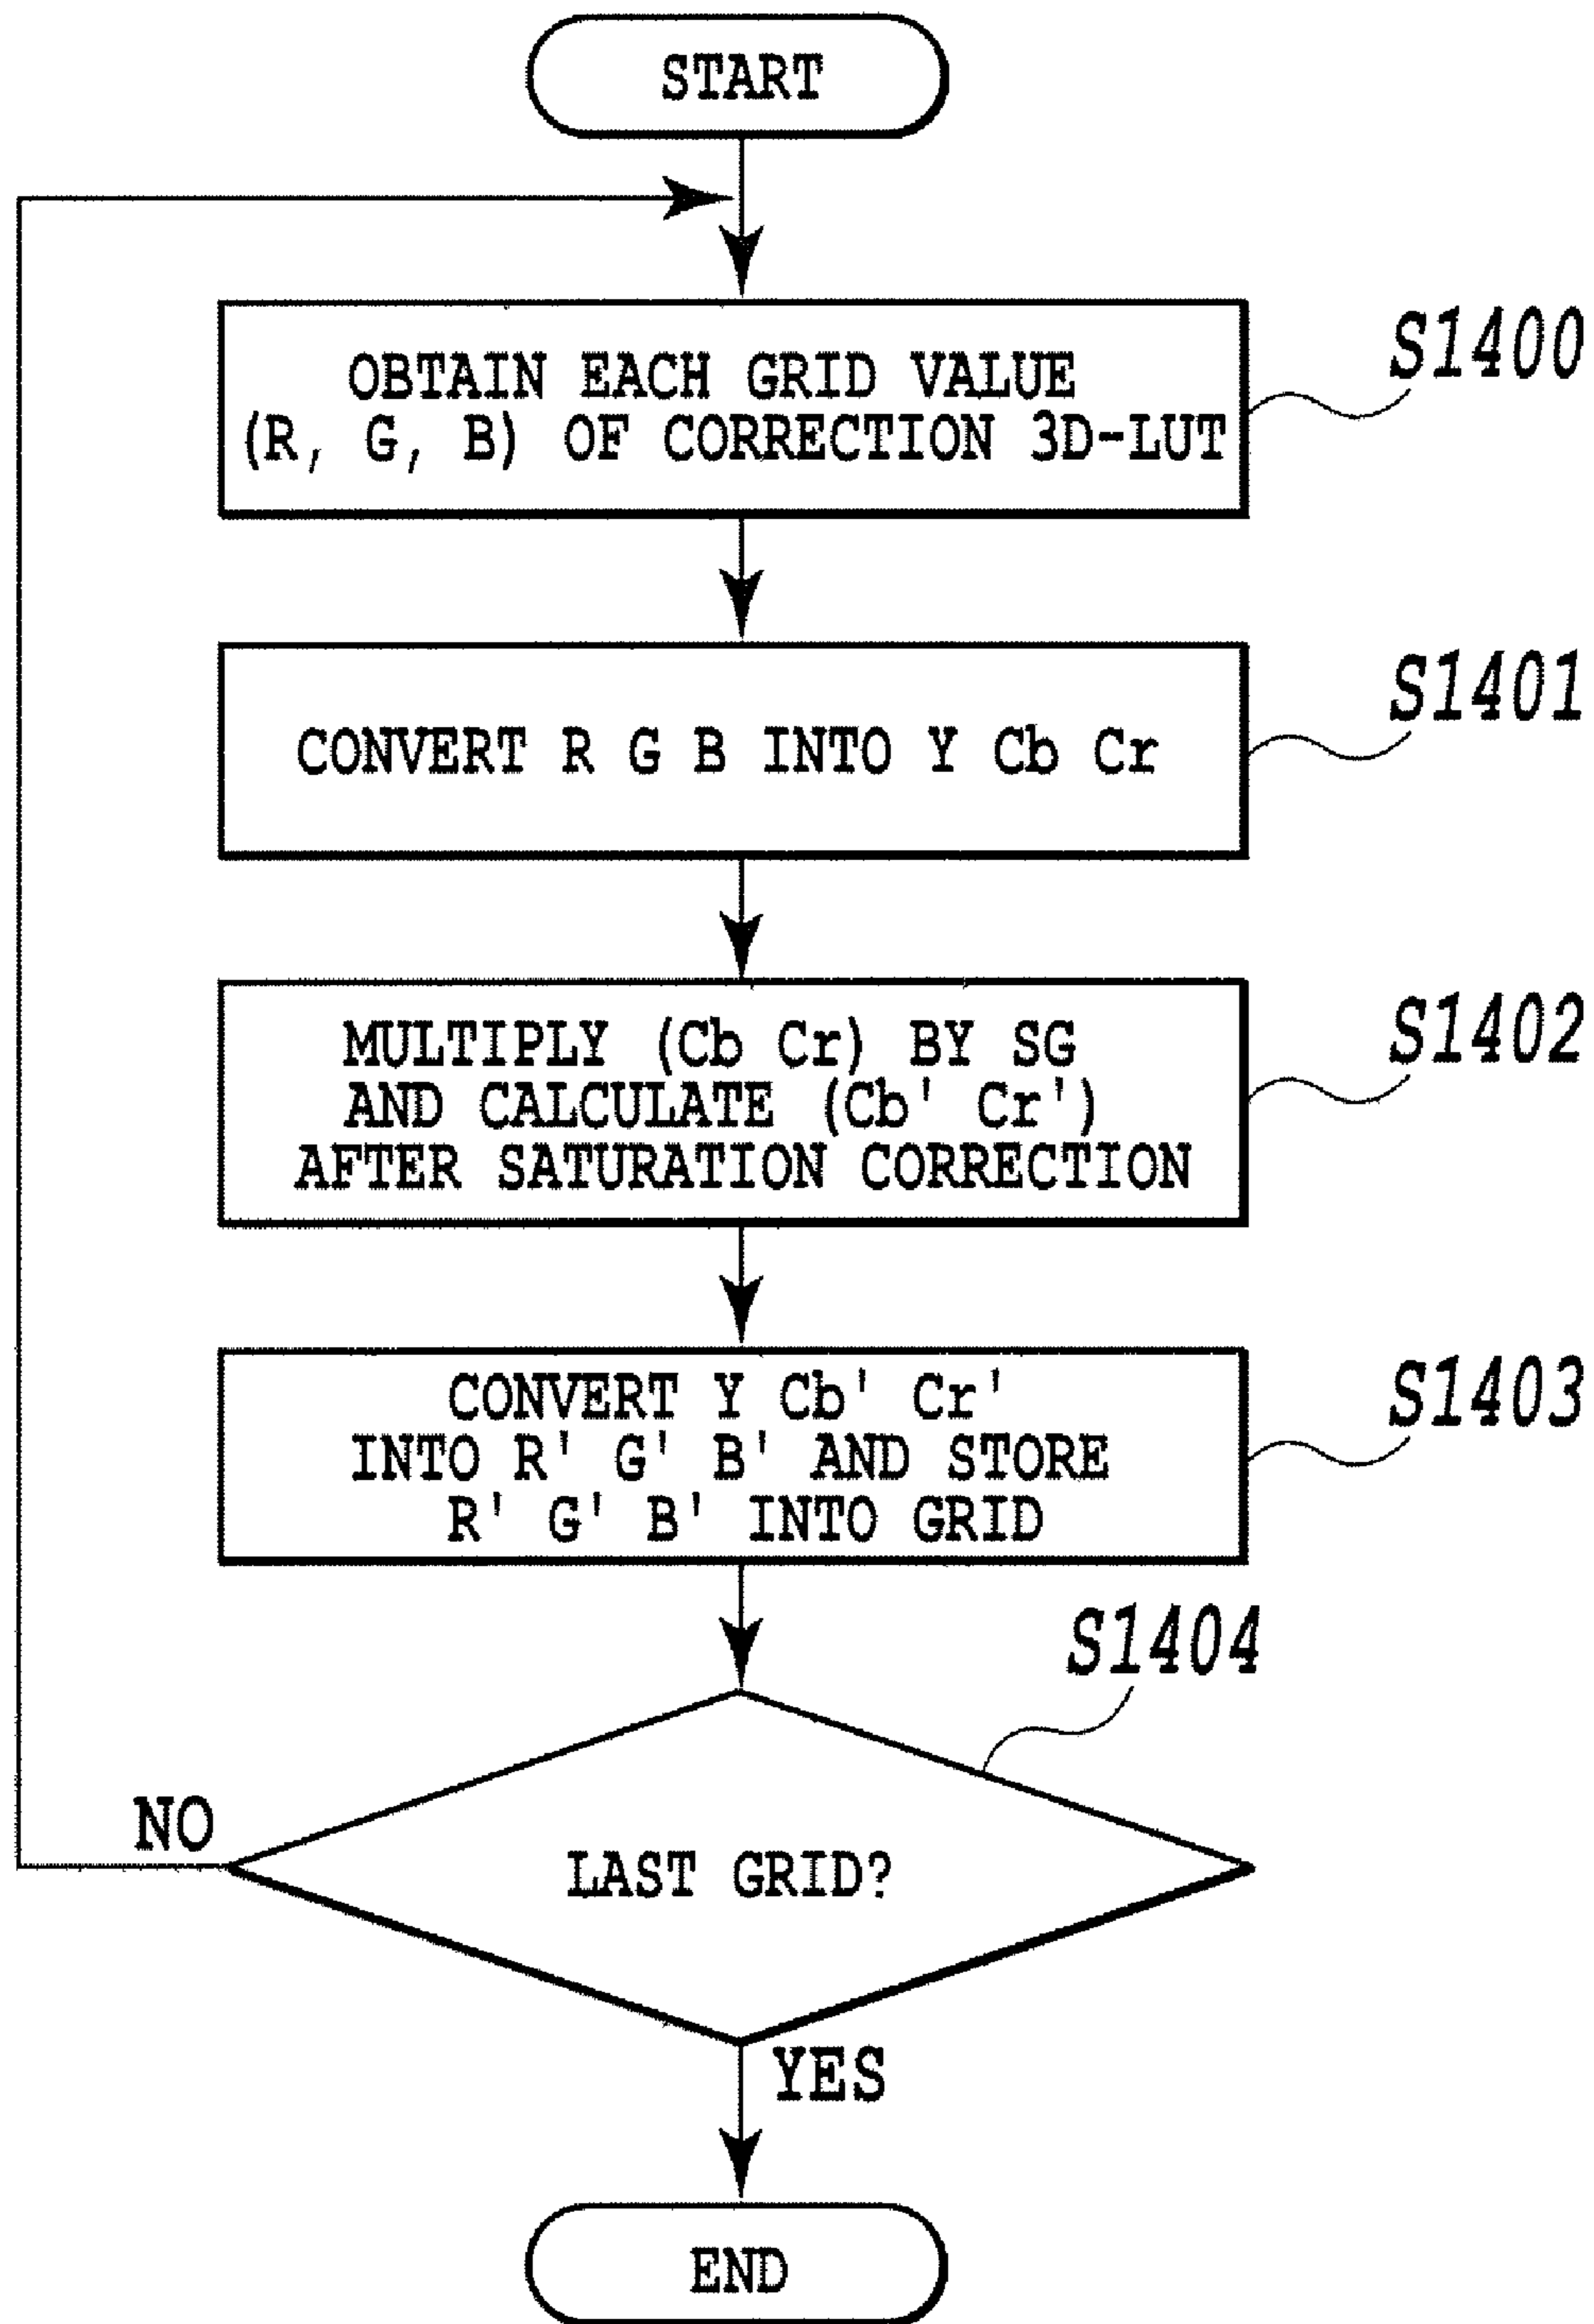 START
OBTAIN EACH GRID VALUE
(R, G, B) OF CORRECTION 3D-LUT
S1400
CONVERT R G B INTO Y Cb Cr
S1401
MULTIPLY (Cb Cr) BY SG
AND CALCULATE (Cb' Cr')
AFTER SATURATION CORRECTION
S1402
CONVERT Y Cb' Cr'
INTO R' G' B' AND STORE
R' G' B' INTO GRID
S1403
S1404
NO
LAST GRID?
YES
END